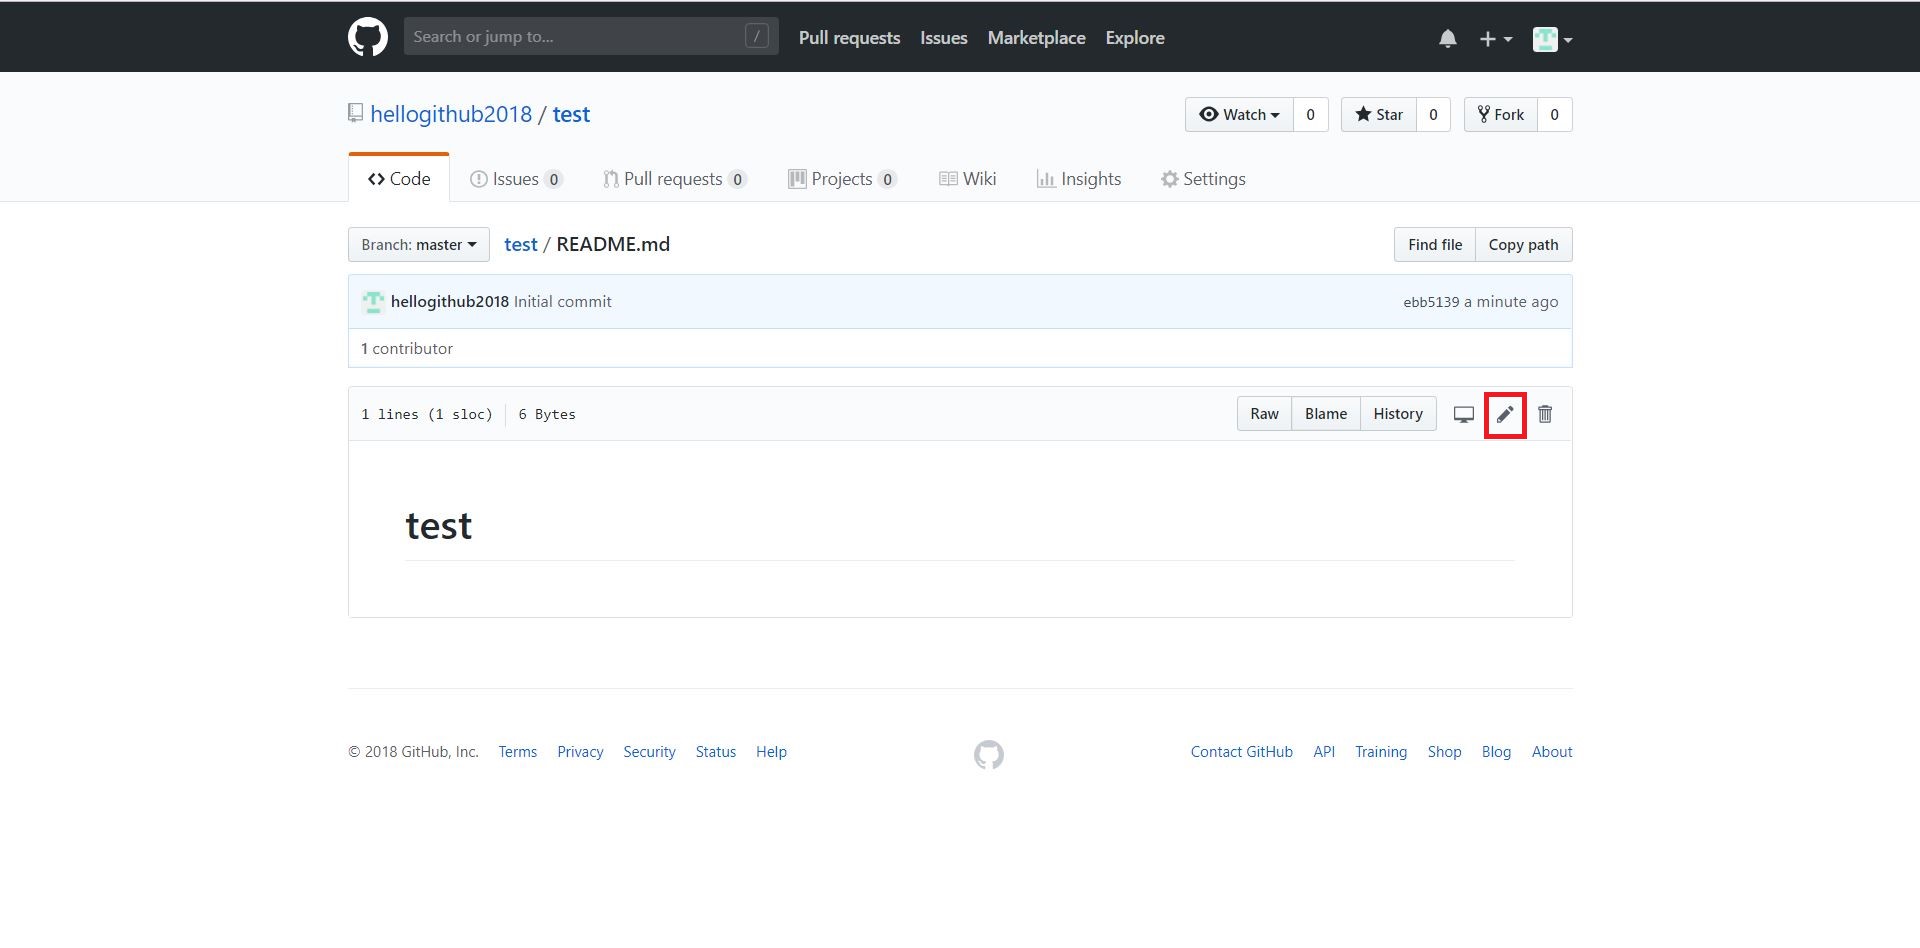 Search or jump to... / Pull requests Issues Marketplace Explore
hellogithub2018 / test Watch 0 Star 0 Fork 0
Code Issues 0 Pull requests 0 Projects 0 Wiki Insights Settings
Branch: master test / README.md Find file Copy path
hellogithub2018 Initial commit ebb5139 a minute ago
1 contributor
1 lines (1 sloc) 6 Bytes Raw Blame History
test
© 2018 GitHub, Inc. Terms Privacy Security Status Help Contact GitHub API Training Shop Blog About